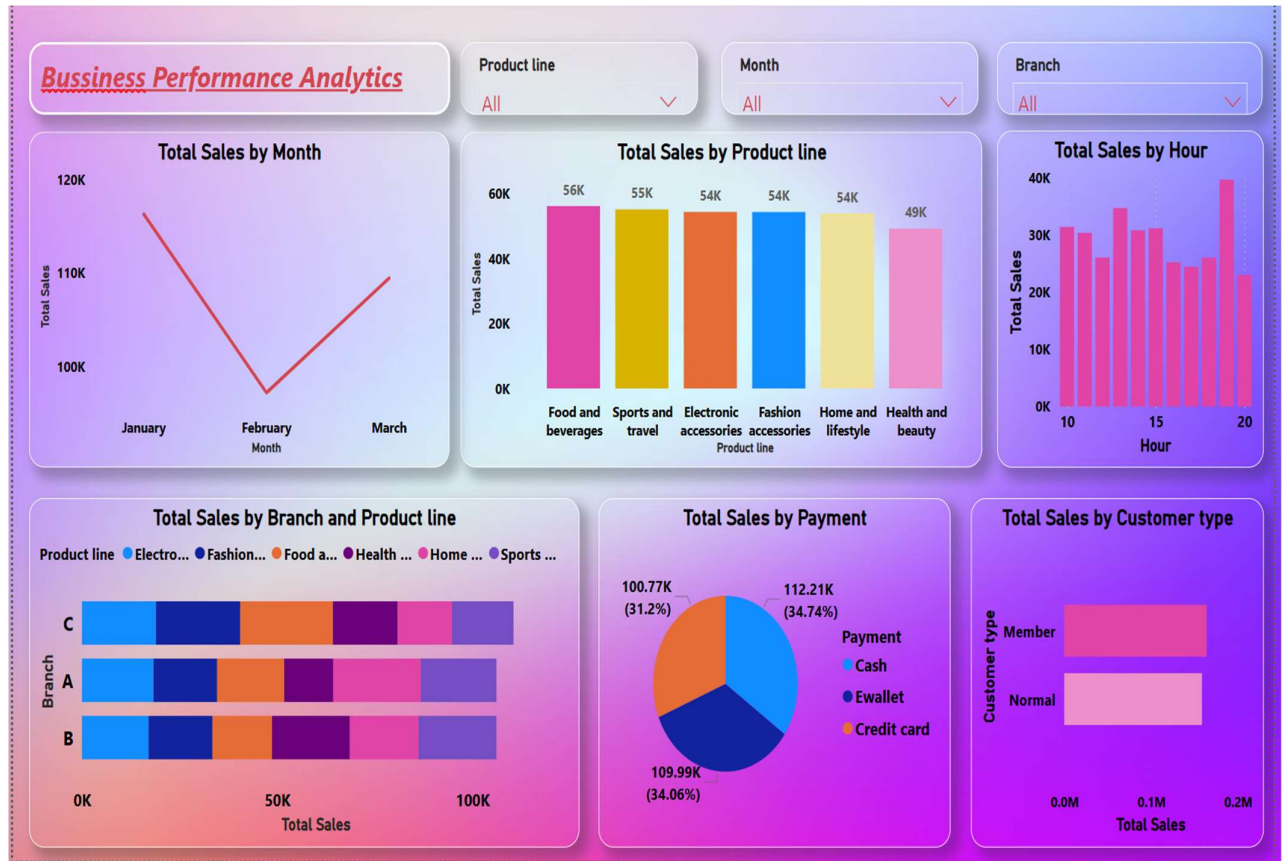 Bussiness Performance Analytics
Product line
All
Month
All
Branch
All
Total Sales by Month
120K
110K
100K
Total Sales
January February March
Month
Total Sales by Product line
60K
40K
20K
0K
Total Sales
56K 55K 54K 54K 54K 49K
Food and Sports and Electronic Fashion Home and Health and
beverages travel accessories accessories lifestyle beauty
Product line
Total Sales by Hour
40K
30K
20K
10K
0K
Total Sales
10 15 20
Hour
Total Sales by Branch and Product line
Product line Electro... Fashion... Food a... Health ... Home ... Sports ...
Branch
C
A
B
0K 50K 100K
Total Sales
Total Sales by Payment
100.77K
(31.2%)
112.21K
(34.74%)
109.99K
(34.06%)
Payment
Cash
Ewallet
Credit card
Total Sales by Customer type
Customer type
Member
Normal
0.0M 0.1M 0.2M
Total Sales